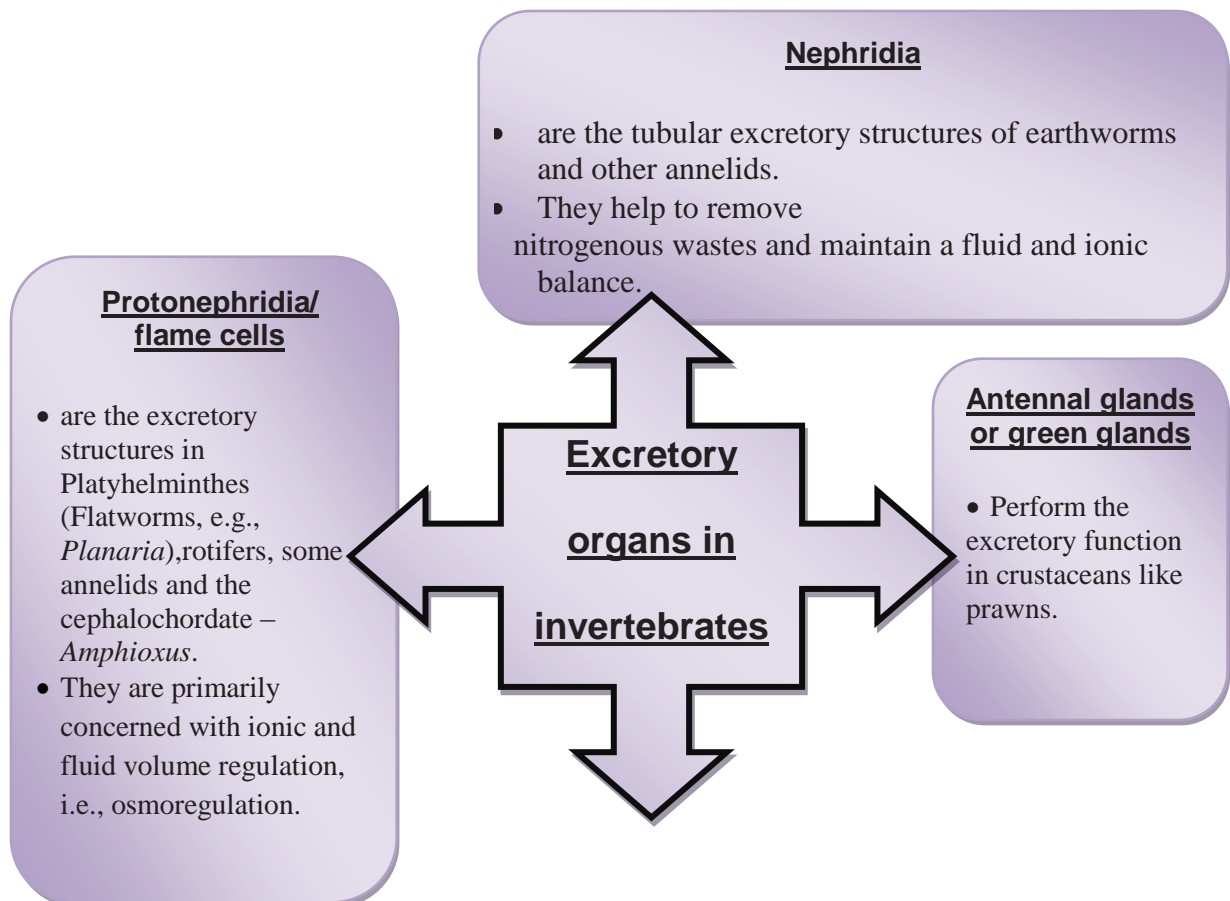 Nephridia
• are the tubular excretory structures of earthworms
and other annelids.
• They help to remove
nitrogenous wastes and maintain a fluid and ionic
balance.
Protonephridia/
flame cells
• are the excretory
structures in
Platyhelminthes
(Flatworms, e.g.,
Planaria),rotifers, some
annelids and the
cephalochordate –
Amphioxus.
• They are primarily
concerned with ionic and
fluid volume regulation,
i.e., osmoregulation.
Excretory
organs in
invertebrates
Antennal glands
or green glands
• Perform the
excretory function
in crustaceans like
prawns.